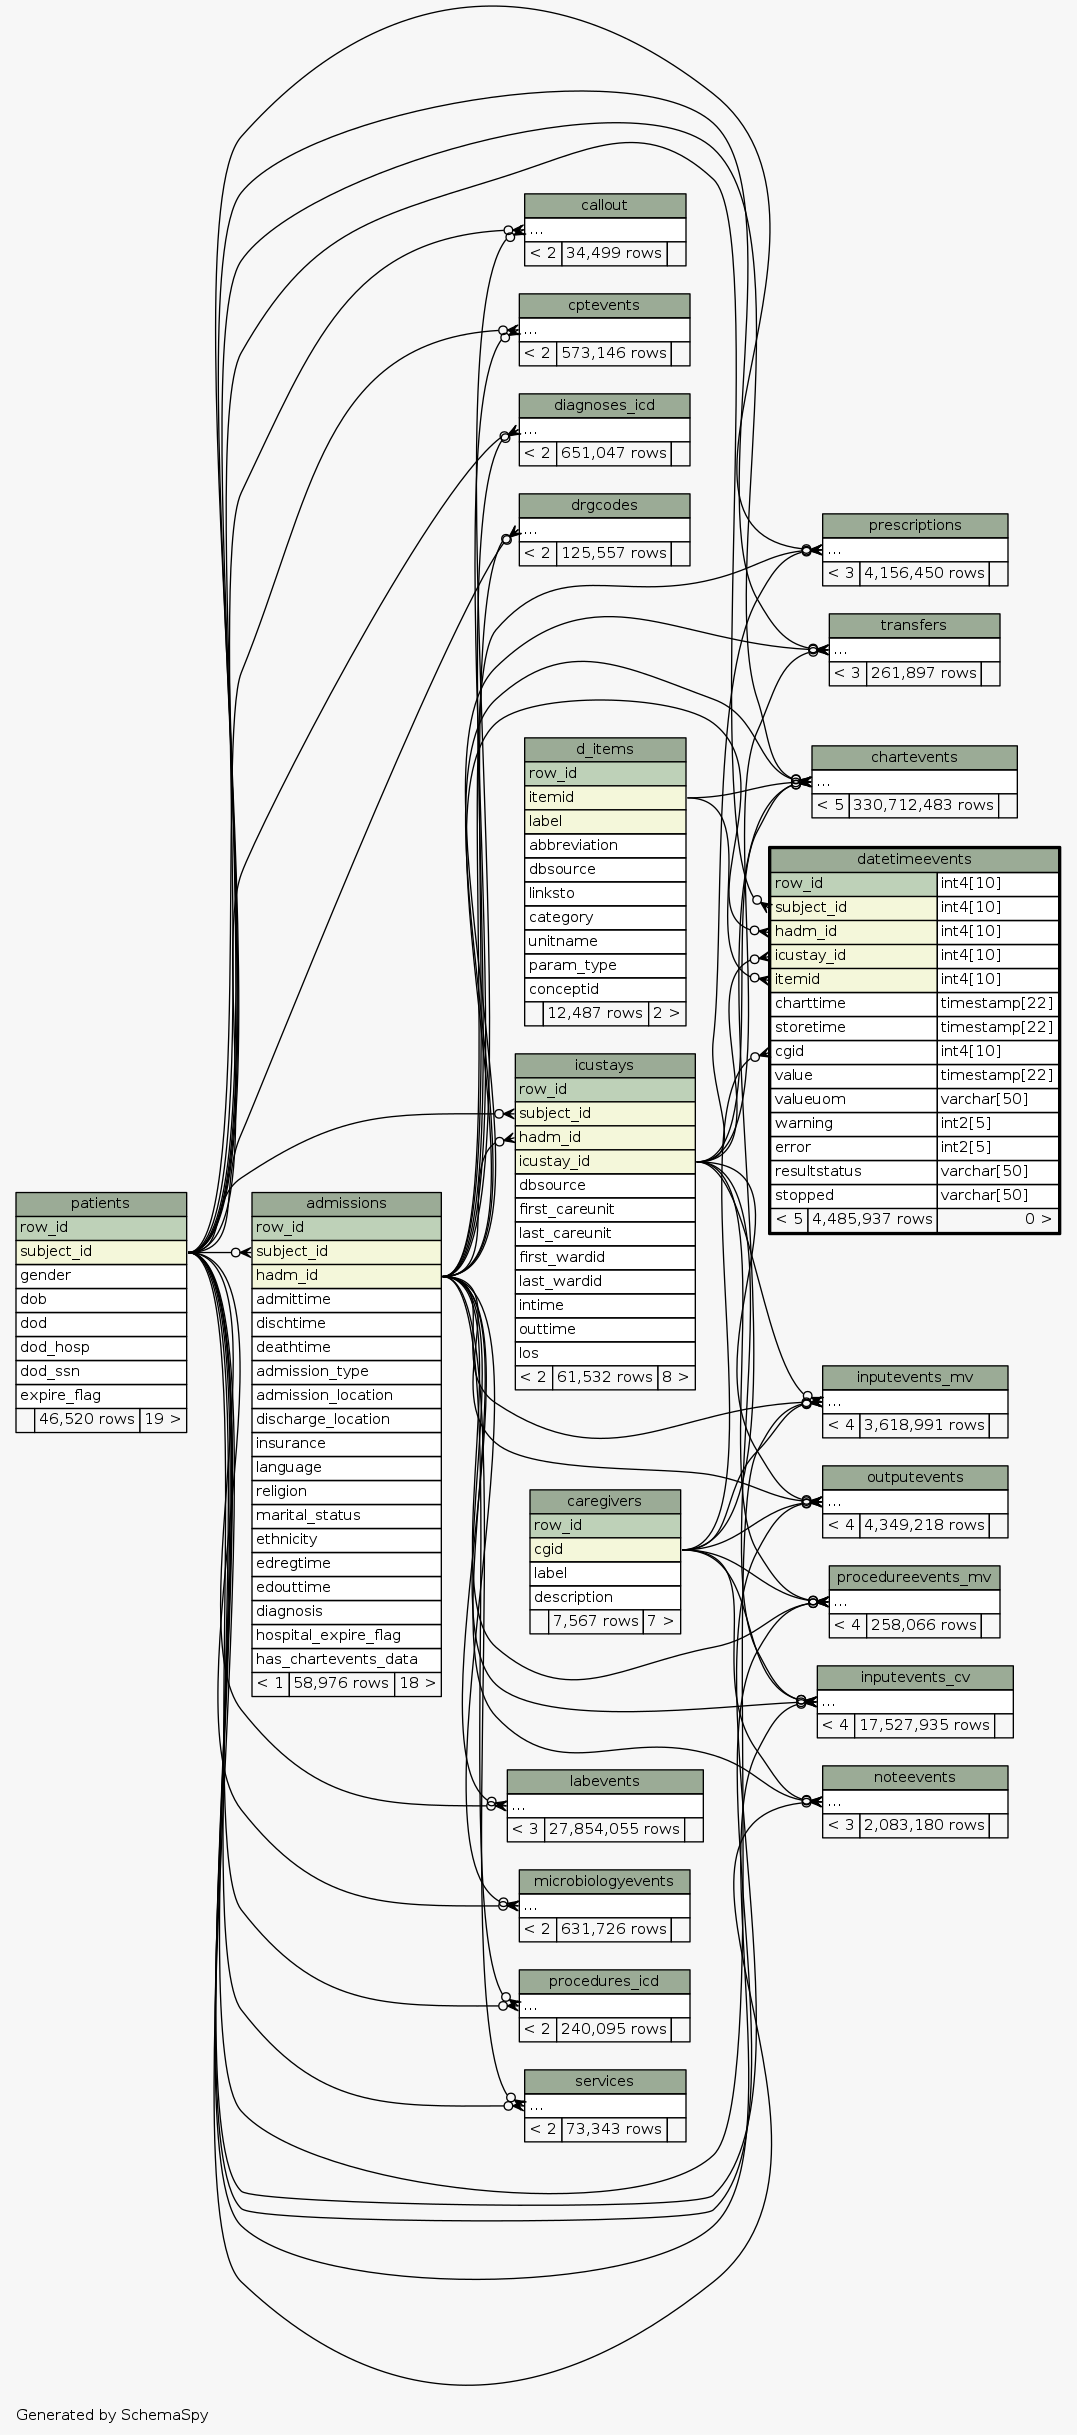 callout
...
< 2 34,499 rows
cptevents
...
< 2 573,146 rows
diagnoses_icd
...
< 2 651,047 rows
drgcodes
...
< 2 125,557 rows
prescriptions
...
< 3 4,156,450 rows
transfers
...
< 3 261,897 rows
d_items
row_id
itemid
label
abbreviation
dbsource
linksto
category
unitname
param_type
conceptid
12,487 rows 2 >
chartevents
...
< 5 330,712,483 rows
datetimeevents
row_id int4[10]
subject_id int4[10]
hadm_id int4[10]
icustay_id int4[10]
itemid int4[10]
charttime timestamp[22]
storetime timestamp[22]
cgid int4[10]
value timestamp[22]
valueuom varchar[50]
warning int2[5]
error int2[5]
resultstatus varchar[50]
stopped varchar[50]
< 5 4,485,937 rows 0 >
icustays
row_id
subject_id
hadm_id
icustay_id
dbsource
first_careunit
last_careunit
first_wardid
last_wardid
intime
outtime
los
< 2 61,532 rows 8 >
patients
row_id
subject_id
gender
dob
dod
dod_hosp
dod_ssn
expire_flag
46,520 rows 19 >
admissions
row_id
subject_id
hadm_id
admittime
dischtime
deathtime
admission_type
admission_location
discharge_location
insurance
language
religion
marital_status
ethnicity
edregtime
edouttime
diagnosis
hospital_expire_flag
has_chartevents_data
< 1 58,976 rows 18 >
inputevents_mv
...
< 4 3,618,991 rows
outputevents
...
< 4 4,349,218 rows
caregivers
row_id
cgid
label
description
7,567 rows 7 >
procedureevents_mv
...
< 4 258,066 rows
inputevents_cv
...
< 4 17,527,935 rows
noteevents
...
< 3 2,083,180 rows
labevents
...
< 3 27,854,055 rows
microbiologyevents
...
< 2 631,726 rows
procedures_icd
...
< 2 240,095 rows
services
...
< 2 73,343 rows
Generated by SchemaSpy